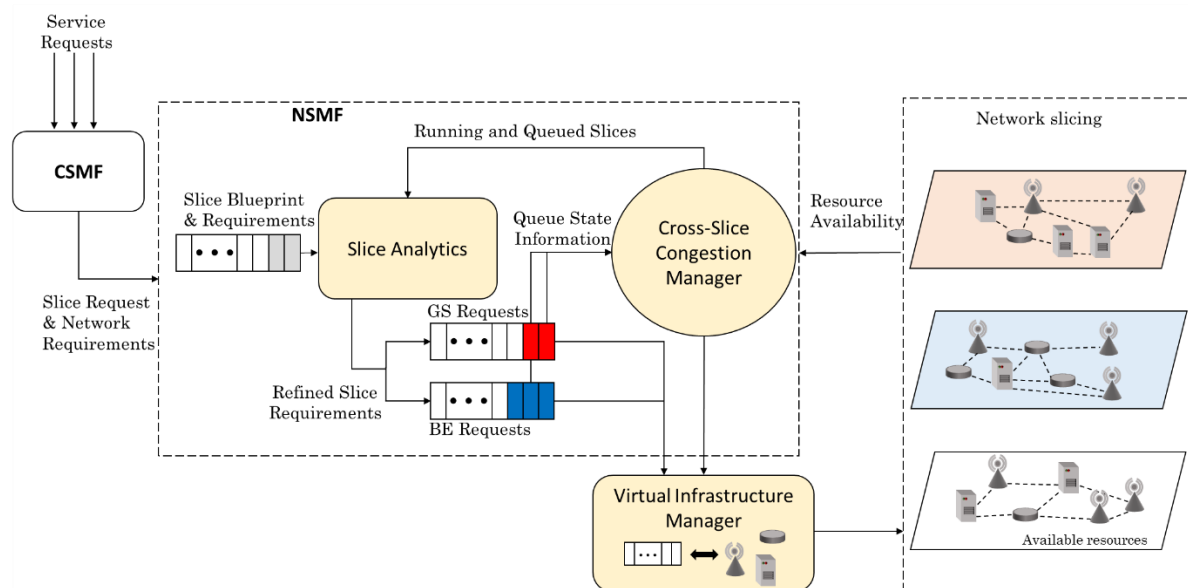 Service
Requests
CSMF
Slice Request
& Network
Requirements
NSMF
Running and Queued Slices
Slice Blueprint
& Requirements
Slice Analytics
Queue State
Information
Cross-Slice
Congestion
Manager
GS Requests
Refined Slice
Requirements
BE Requests
Virtual Infrastructure
Manager
Resource
Availability
Network slicing
Available resources